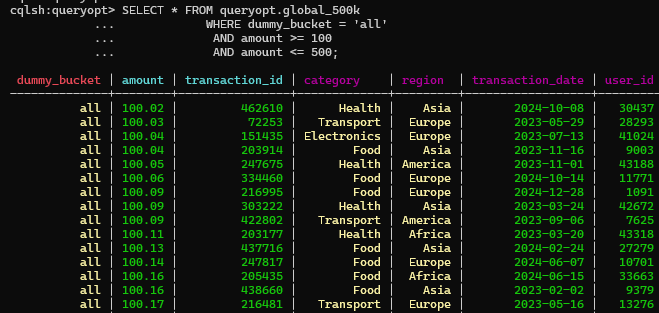 cqlsh:queryopt> SELECT * FROM queryopt.global_500k
... WHERE dummy_bucket = 'all'
... AND amount >= 100
... AND amount <= 500;
dummy_bucket | amount | transaction_id | category | region | transaction_date | user_id
all | 100.02 | 462610 | Health | Asia | 2024-10-08 | 30437
all | 100.03 | 72253 | Transport | Europe | 2023-05-29 | 28293
all | 100.04 | 151435 | Electronics | Europe | 2023-07-13 | 41024
all | 100.04 | 203914 | Food | Asia | 2023-11-16 | 9003
all | 100.05 | 247675 | Health | America | 2023-11-01 | 43188
all | 100.06 | 334460 | Food | Europe | 2024-10-14 | 11771
all | 100.09 | 216995 | Food | Europe | 2024-12-28 | 1091
all | 100.09 | 303222 | Health | Asia | 2023-03-24 | 42672
all | 100.09 | 422802 | Transport | America | 2023-09-06 | 7625
all | 100.11 | 203177 | Health | Africa | 2023-03-20 | 43318
all | 100.13 | 437716 | Food | Asia | 2024-02-24 | 27279
all | 100.14 | 247817 | Food | Europe | 2024-06-07 | 10701
all | 100.16 | 205435 | Food | Africa | 2024-06-15 | 33663
all | 100.16 | 438660 | Food | Asia | 2023-02-02 | 9379
all | 100.17 | 216481 | Transport | Europe | 2023-05-16 | 13276